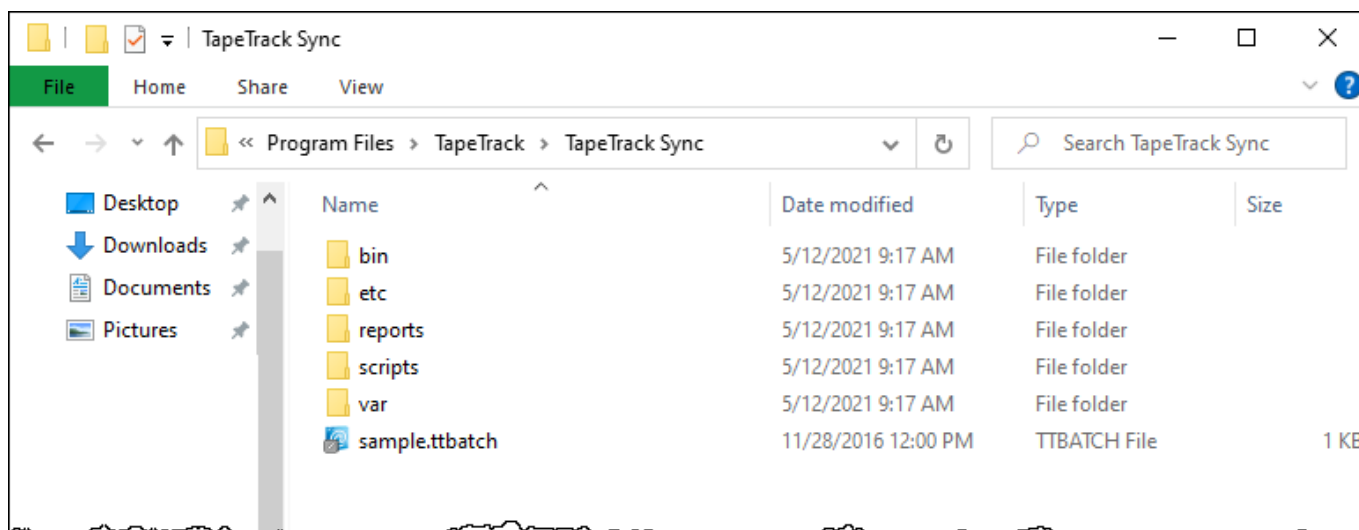 TapeTrack Sync
File Home Share View ?
« Program Files > TapeTrack > TapeTrack Sync Search TapeTrack Sync
Name Date modified Type Size
Desktop
Downloads
Documents
Pictures
bin 5/12/2021 9:17 AM File folder
etc 5/12/2021 9:17 AM File folder
reports 5/12/2021 9:17 AM File folder
scripts 5/12/2021 9:17 AM File folder
var 5/12/2021 9:17 AM File folder
sample.ttbatch 11/28/2016 12:00 PM TTBATCH File 1 KB